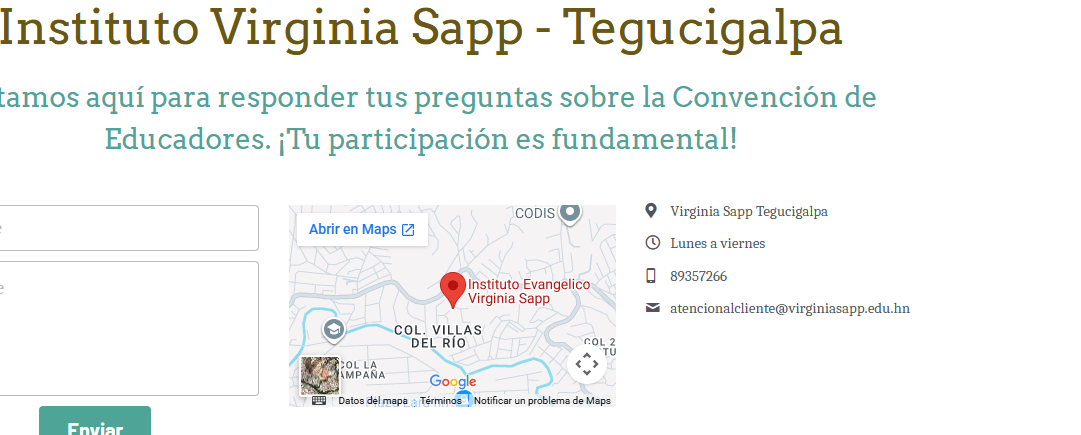 Instituto Virginia Sapp - Tegucigalpa
tamos aquí para responder tus preguntas sobre la Convención de
Educadores. ¡Tu participación es fundamental!
Abrir en Maps
CODIS
Instituto Evangélico
Virginia Sapp
COL. VILLAS
DEL RÍO
COL LA
AMPAÑA
COL 2
Google
Datos del mapa
Términos
Notificar un problema de Maps
Virginia Sapp Tegucigalpa
Lunes a viernes
89357266
atencionalcliente@virginiasapp.edu.hn
Enviar